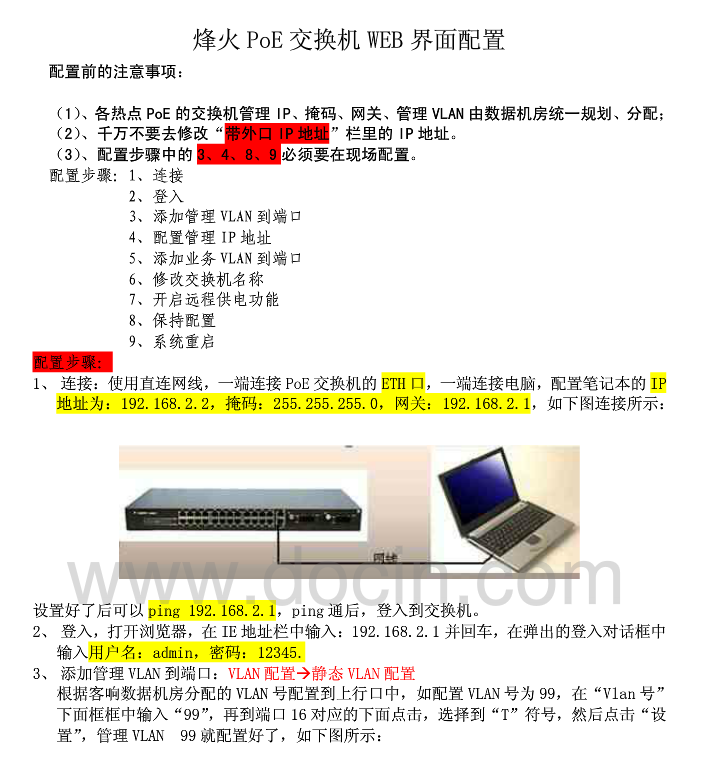 烽火 PoE 交换机 WEB 界面配置
配置前的注意事项：
（1）、各热点 PoE 的交换机管理 IP、掩码、网关、管理 VLAN 由数据机房统一规划、分配；
（2）、千万不要去修改“带外口 IP 地址”栏里的 IP 地址。
（3）、配置步骤中的 3、4、8、9 必须要在现场配置。
配置步骤：1、连接
2、登入
3、添加管理 VLAN 到端口
4、配置管理 IP 地址
5、添加业务 VLAN 到端口
6、修改交换机名称
7、开启远程供电功能
8、保持配置
9、系统重启
配置步骤：
1、 连接：使用直连网线，一端连接 PoE 交换机的 ETH 口，一端连接电脑，配置笔记本的 IP
地址为：192.168.2.2，掩码：255.255.255.0，网关：192.168.2.1，如下图连接所示：
网线
www.docin.com
设置好了后可以 ping 192.168.2.1，ping 通后，登入到交换机。
2、 登入，打开浏览器，在 IE 地址栏中输入：192.168.2.1 并回车，在弹出的登入对话框中
输入用户名：admin，密码：12345.
3、 添加管理 VLAN 到端口：VLAN 配置→静态 VLAN 配置
根据客响数据机房分配的 VLAN 号配置到上行口中，如配置 VLAN 号为 99，在“Vlan 号”
下面框框中输入“99”，再到端口 16 对应的下面点击，选择到“T”符号，然后点击“设
置”，管理 VLAN 99 就配置好了，如下图所示：